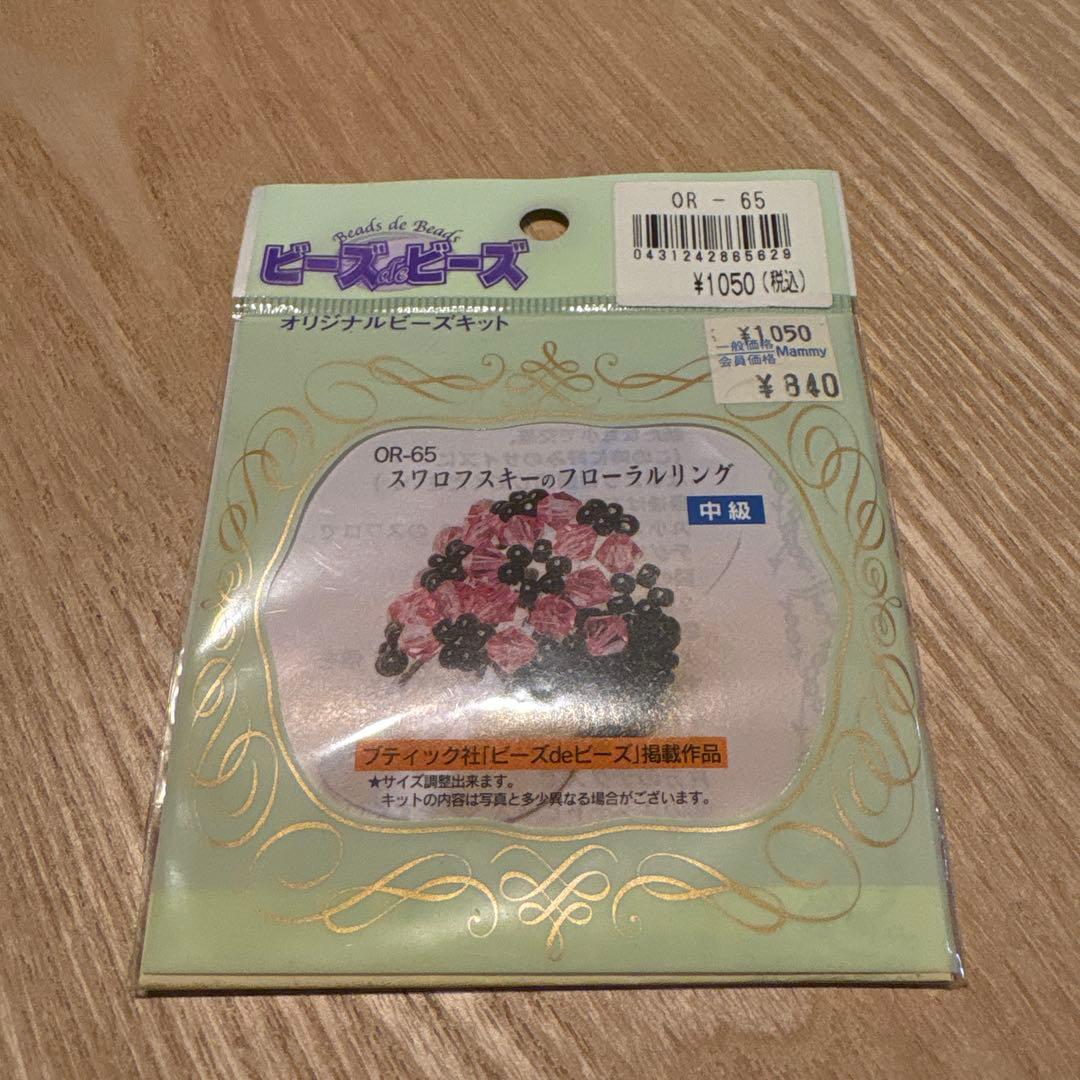 Beads de Beads
ビーズdeビーズ
オリジナルビーズキット
OR - 65
0431242865629
¥1050(税込)
¥1,050
一般価格
会員価格
Mammy
¥840
OR-65
スワロフスキーのフローラルリング
中級
ブティック社「ビーズdeビーズ」掲載作品
★サイズ調整出来ます。
キットの内容は写真と多少異なる場合がございます。